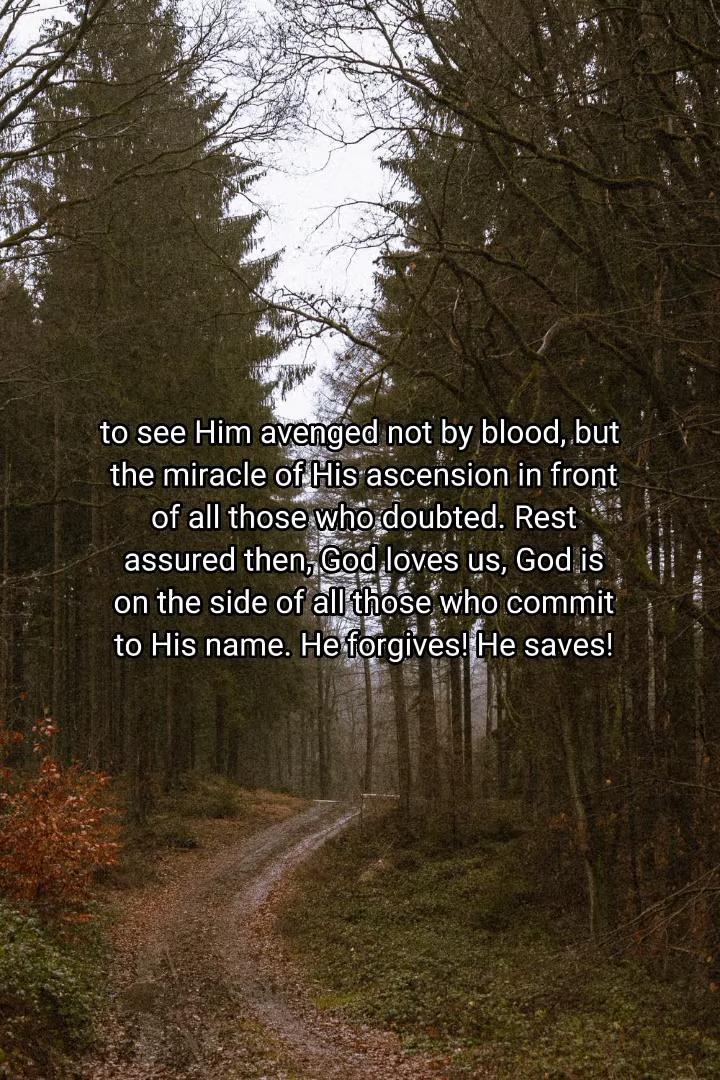 to see Him avenged not by blood, but
the miracle of His ascension in front
of all those who doubted. Rest
assured then, God loves us, God is
on the side of all those who commit
to His name. He forgives! He saves!